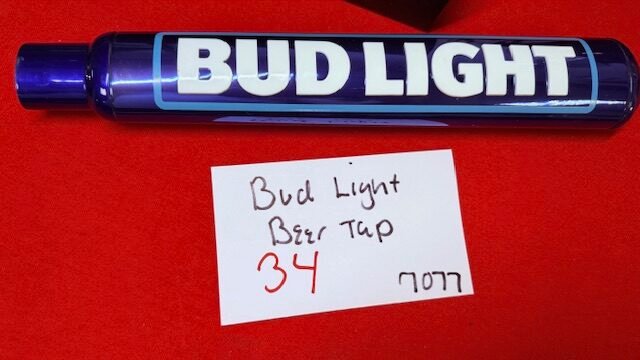 BUD LIGHT
Bud Light
Beer Tap
34
7077